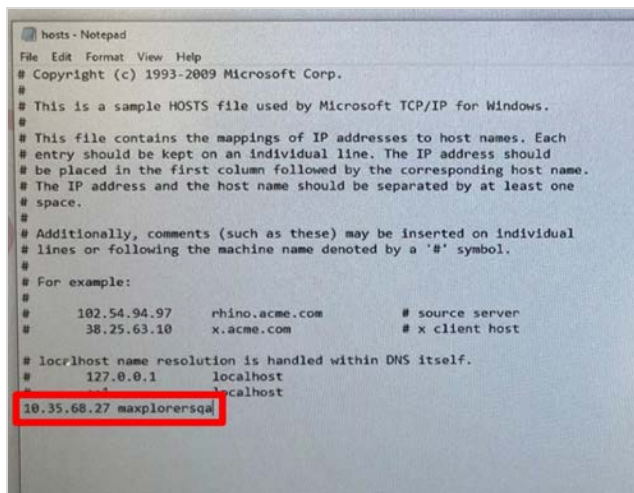 hosts - Notepad
File Edit Format View Help
# Copyright (c) 1993-2009 Microsoft Corp.
#
# This is a sample HOSTS file used by Microsoft TCP/IP for Windows.
#
# This file contains the mappings of IP addresses to host names. Each
# entry should be kept on an individual line. The IP address should
# be placed in the first column followed by the corresponding host name.
# The IP address and the host name should be separated by at least one
# space.
#
# Additionally, comments (such as these) may be inserted on individual
# lines or following the machine name denoted by a '#' symbol.
#
# For example:
#
# 102.54.94.97 rhino.acme.com # source server
# 38.25.63.10 x.acme.com # x client host

# localhost name resolution is handled within DNS itself.
# 127.0.0.1 localhost
# localhost
10.35.68.27 maxplorersqa